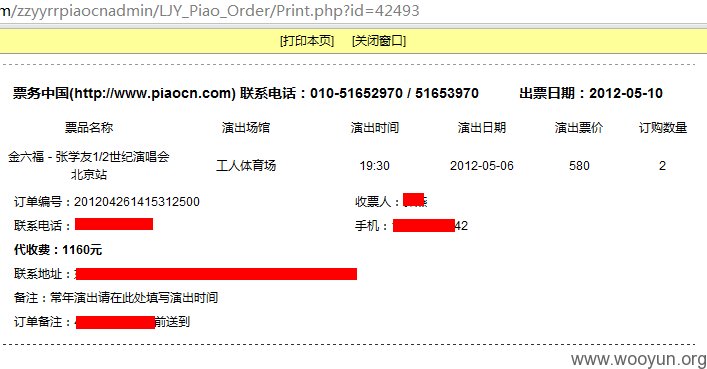 m/zzyyrrpiaocnadmin/LJY_Piao_Order/Print.php?id=42493
[打印本页] [关闭窗口]
票务中国(http://www.piaocn.com) 联系电话：010-51652970 / 51653970 出票日期：2012-05-10
票品名称 演出场馆 演出时间 演出日期 演出票价 订购数量
金六福 - 张学友1/2世纪演唱会
北京站 工人体育场 19:30 2012-05-06 580 2
订单编号：201204261415312500 收票人：
联系电话： 手机： 42
代收费：1160元
联系地址：
备注：常年演出请在此处填写演出时间
订单备注： 前送到
www.wooyun.org